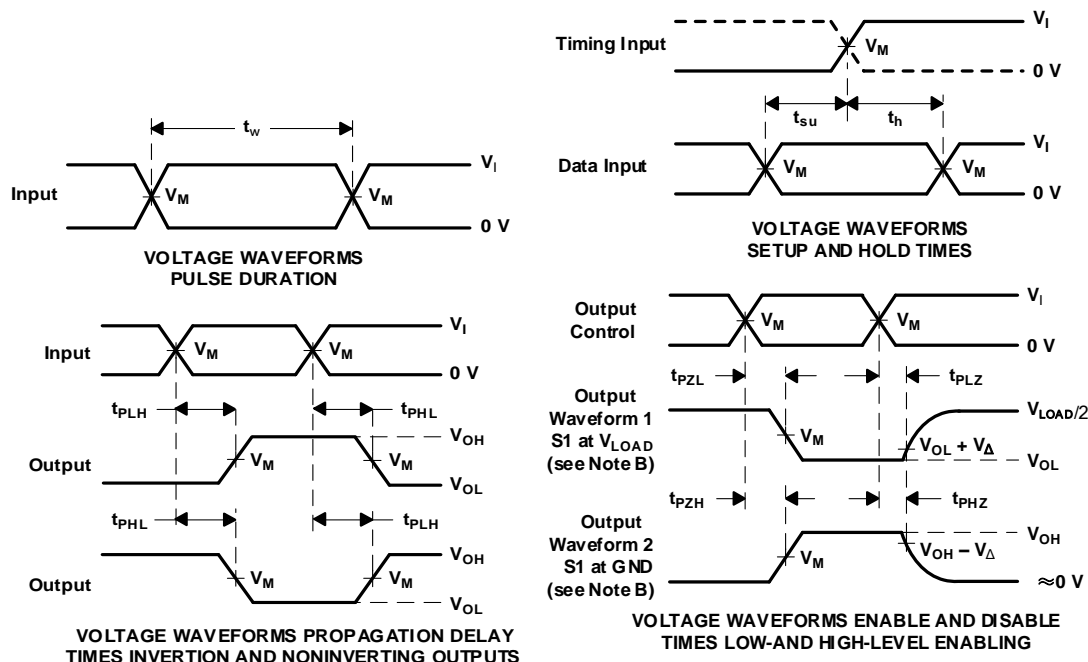 t_w
Input
V_M
V_M
V_I
0 V
VOLTAGE WAVEFORMS
PULSE DURATION
Timing Input
V_M
V_I
0 V
t_su
t_h
Data Input
V_M
V_M
V_I
0 V
VOLTAGE WAVEFORMS
SETUP AND HOLD TIMES
Input
V_M
V_M
V_I
0 V
t_PLH
t_PHL
Output
V_M
V_M
V_OH
V_OL
t_PHL
t_PLH
Output
V_M
V_M
V_OH
V_OL
VOLTAGE WAVEFORMS PROPAGATION DELAY
TIMES INVERTION AND NONINVERTING OUTPUTS
Output
Control
V_M
V_M
V_I
0 V
t_PZL
t_PLZ
Output
Waveform 1
S1 at V_LOAD
(see Note B)
V_M
V_LOAD/2
V_OL + V_Δ
V_OL
t_PZH
t_PHZ
Output
Waveform 2
S1 at GND
(see Note B)
V_M
V_OH
V_OH − V_Δ
≈0 V
VOLTAGE WAVEFORMS ENABLE AND DISABLE
TIMES LOW-AND HIGH-LEVEL ENABLING